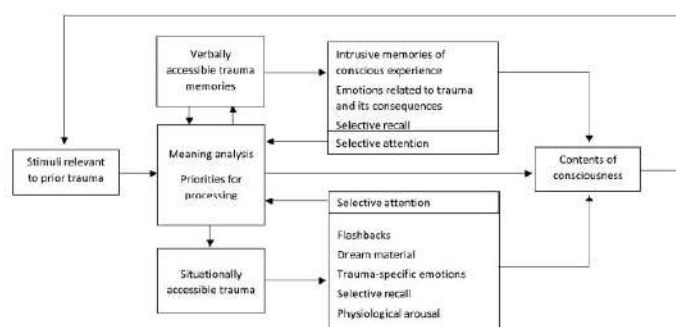 Verbally
accessible trauma
memories
Intrusive memories of
conscious experience
Emotions related to trauma
and its consequences
Selective recall
Selective attention
Stimuli relevant
to prior trauma
Meaning analysis
Priorities for
processing
Contents of
consciousness
Selective attention
Flashbacks
Dream material
Trauma-specific emotions
Selective recall
Physiological arousal
Situationally
accessible trauma